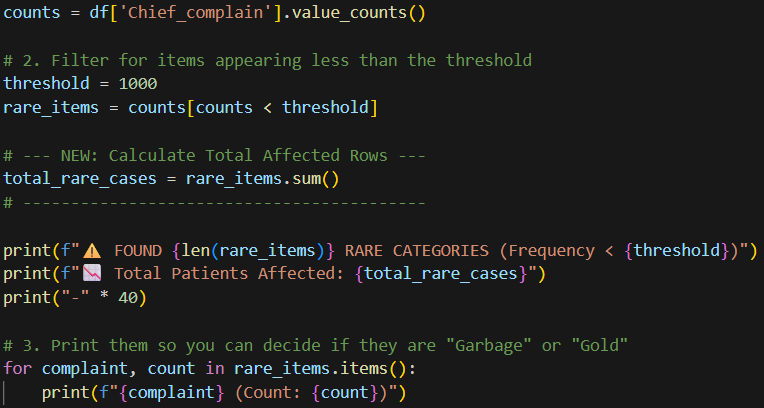 counts = df['Chief_complain'].value_counts()
# 2. Filter for items appearing less than the threshold
threshold = 1000
rare_items = counts[counts < threshold]
# --- NEW: Calculate Total Affected Rows ---
total_rare_cases = rare_items.sum()
# -----------------------------------------
print(f"⚠️ FOUND {len(rare_items)} RARE CATEGORIES (Frequency < {threshold})")
print(f"📉 Total Patients Affected: {total_rare_cases}")
print("-" * 40)
# 3. Print them so you can decide if they are "Garbage" or "Gold"
for complaint, count in rare_items.items():
    print(f"{complaint} (Count: {count})")